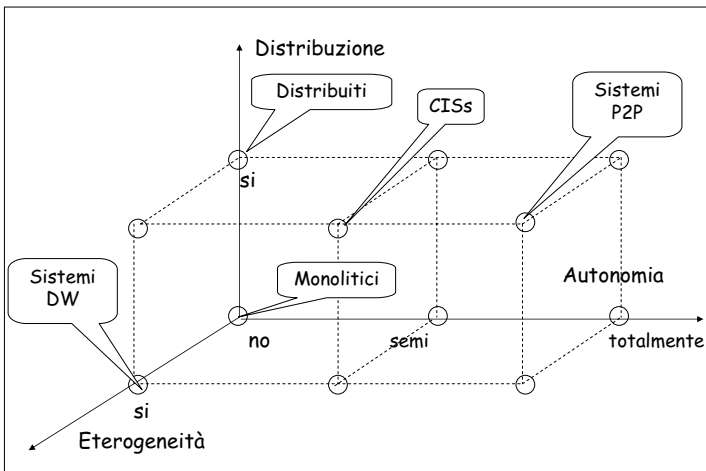 Distribuzione
Distribuiti
CISs
Sistemi
P2P
si
Sistemi
DW
Monolitici
Autonomia
no
semi
totalmente
si
Eterogeneità